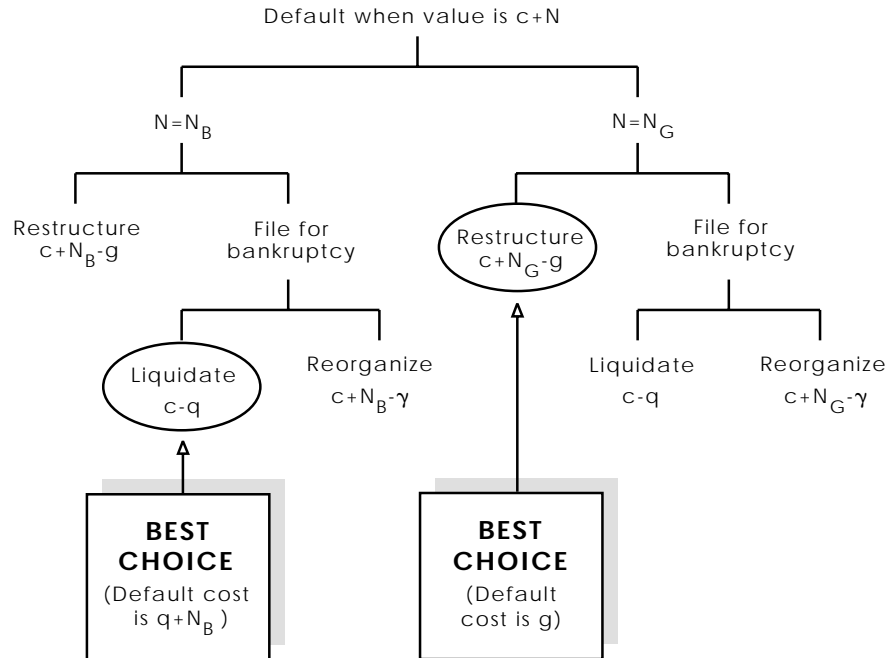 Default when value is c+N
N=N_B
N=N_G
Restructure
c+N_B-g
File for
bankruptcy
Restructure
c+N_G-g
File for
bankruptcy
Liquidate
c-q
Reorganize
c+N_B-γ
Liquidate
c-q
Reorganize
c+N_G-γ
BEST
CHOICE
(Default cost
is q+N_B)
BEST
CHOICE
(Default
cost is g)